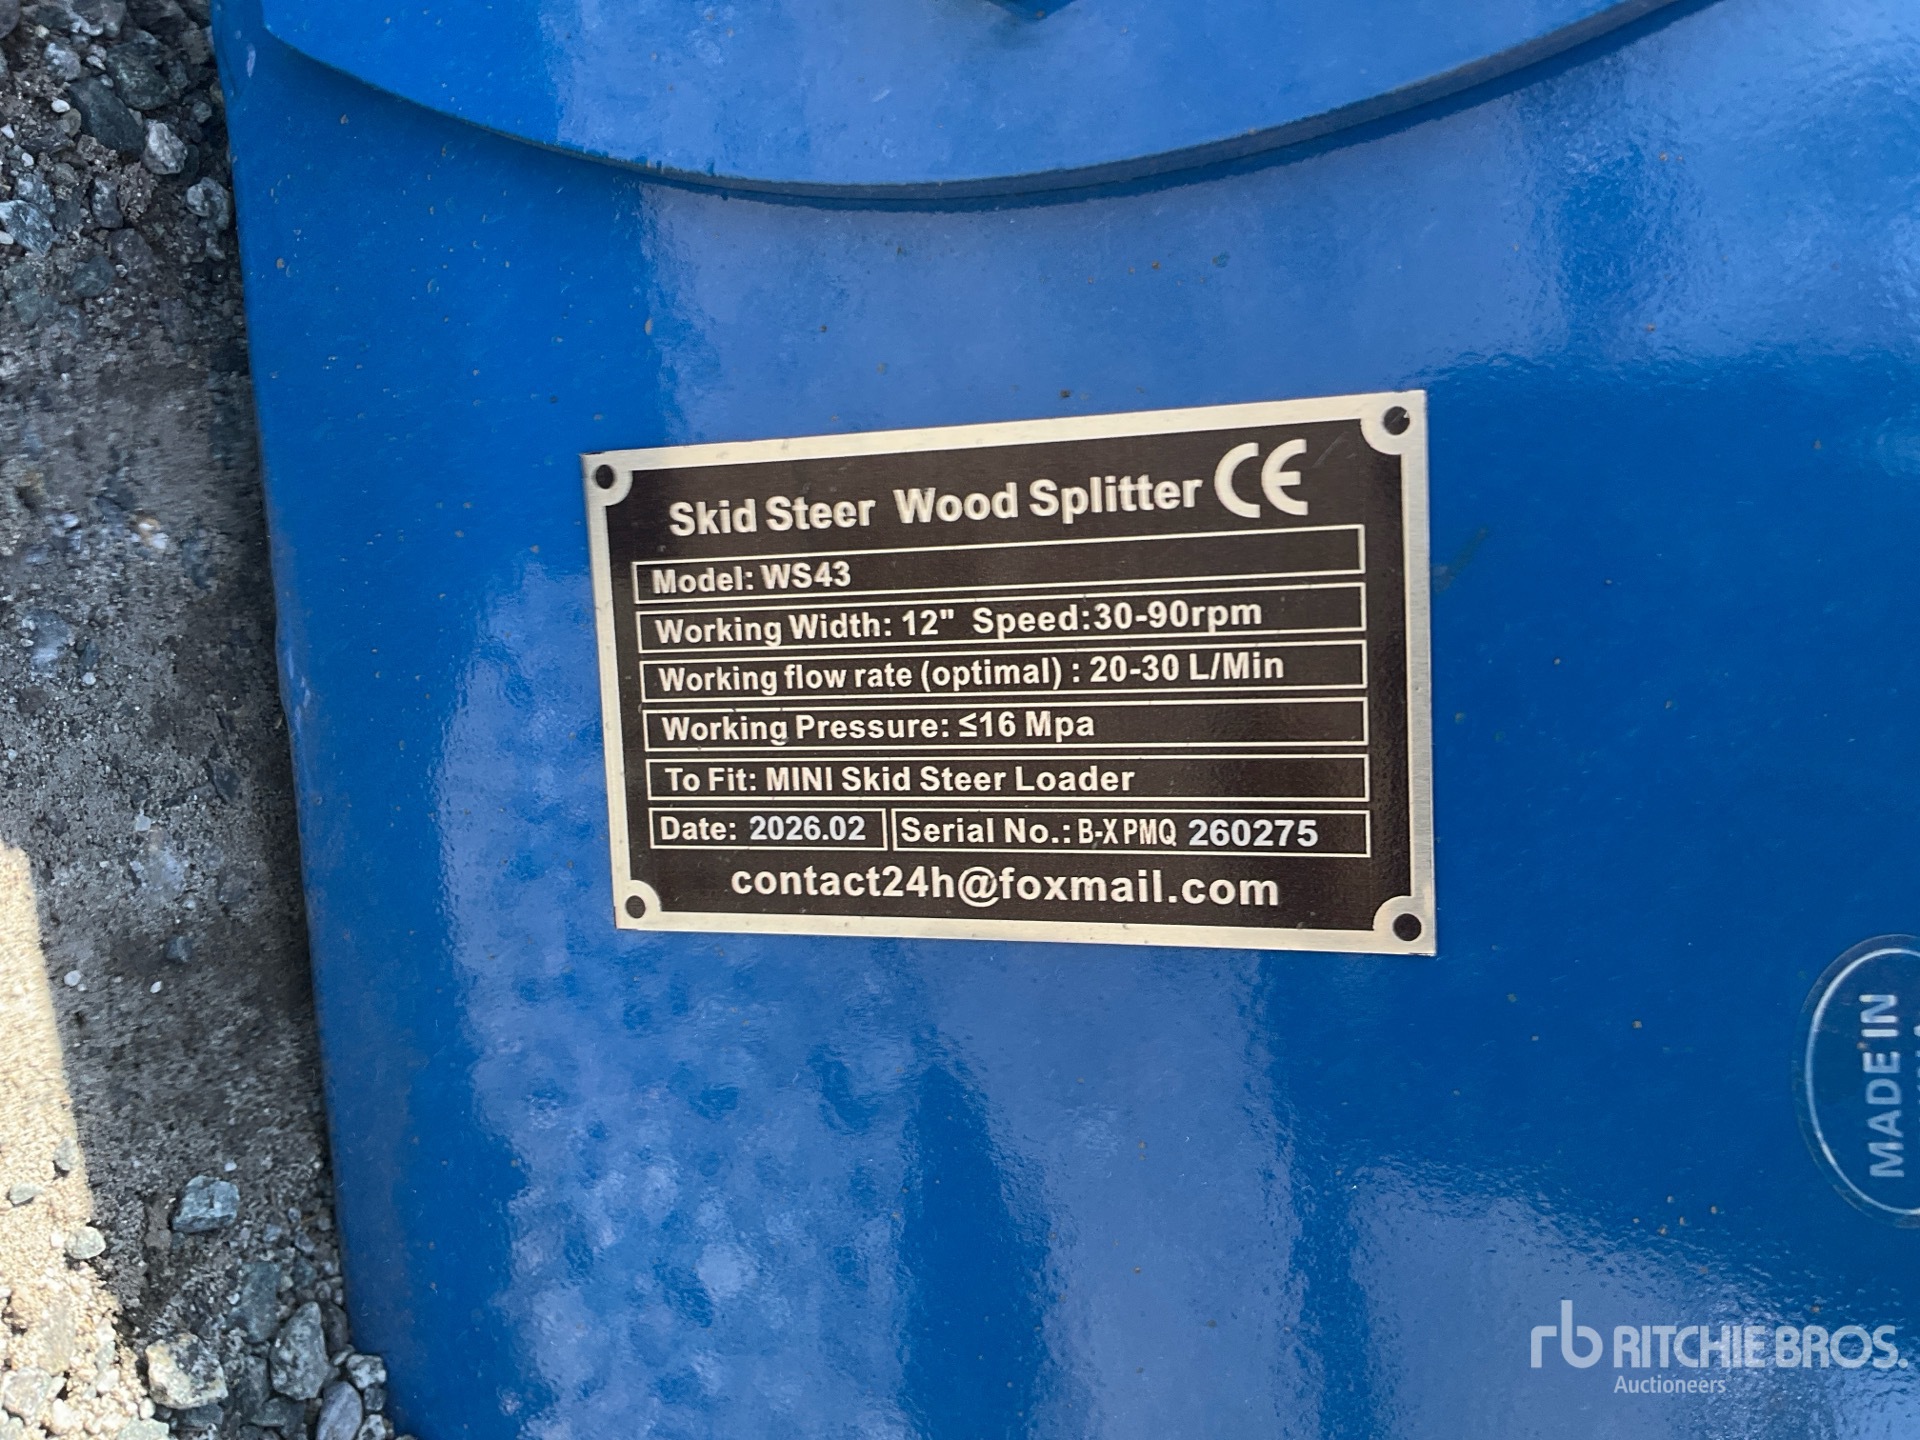 Skid Steer Wood Splitter CE
Model: WS43
Working Width: 12" Speed:30-90rpm
Working flow rate (optimal) : 20-30 L/Min
Working Pressure: ≤16 Mpa
To Fit: MINI Skid Steer Loader
Date: 2026.02 Serial No.: B-XPMQ 260275
contact24h@foxmail.com
MADE IN
rb RITCHIE BROS.
Auctioneers